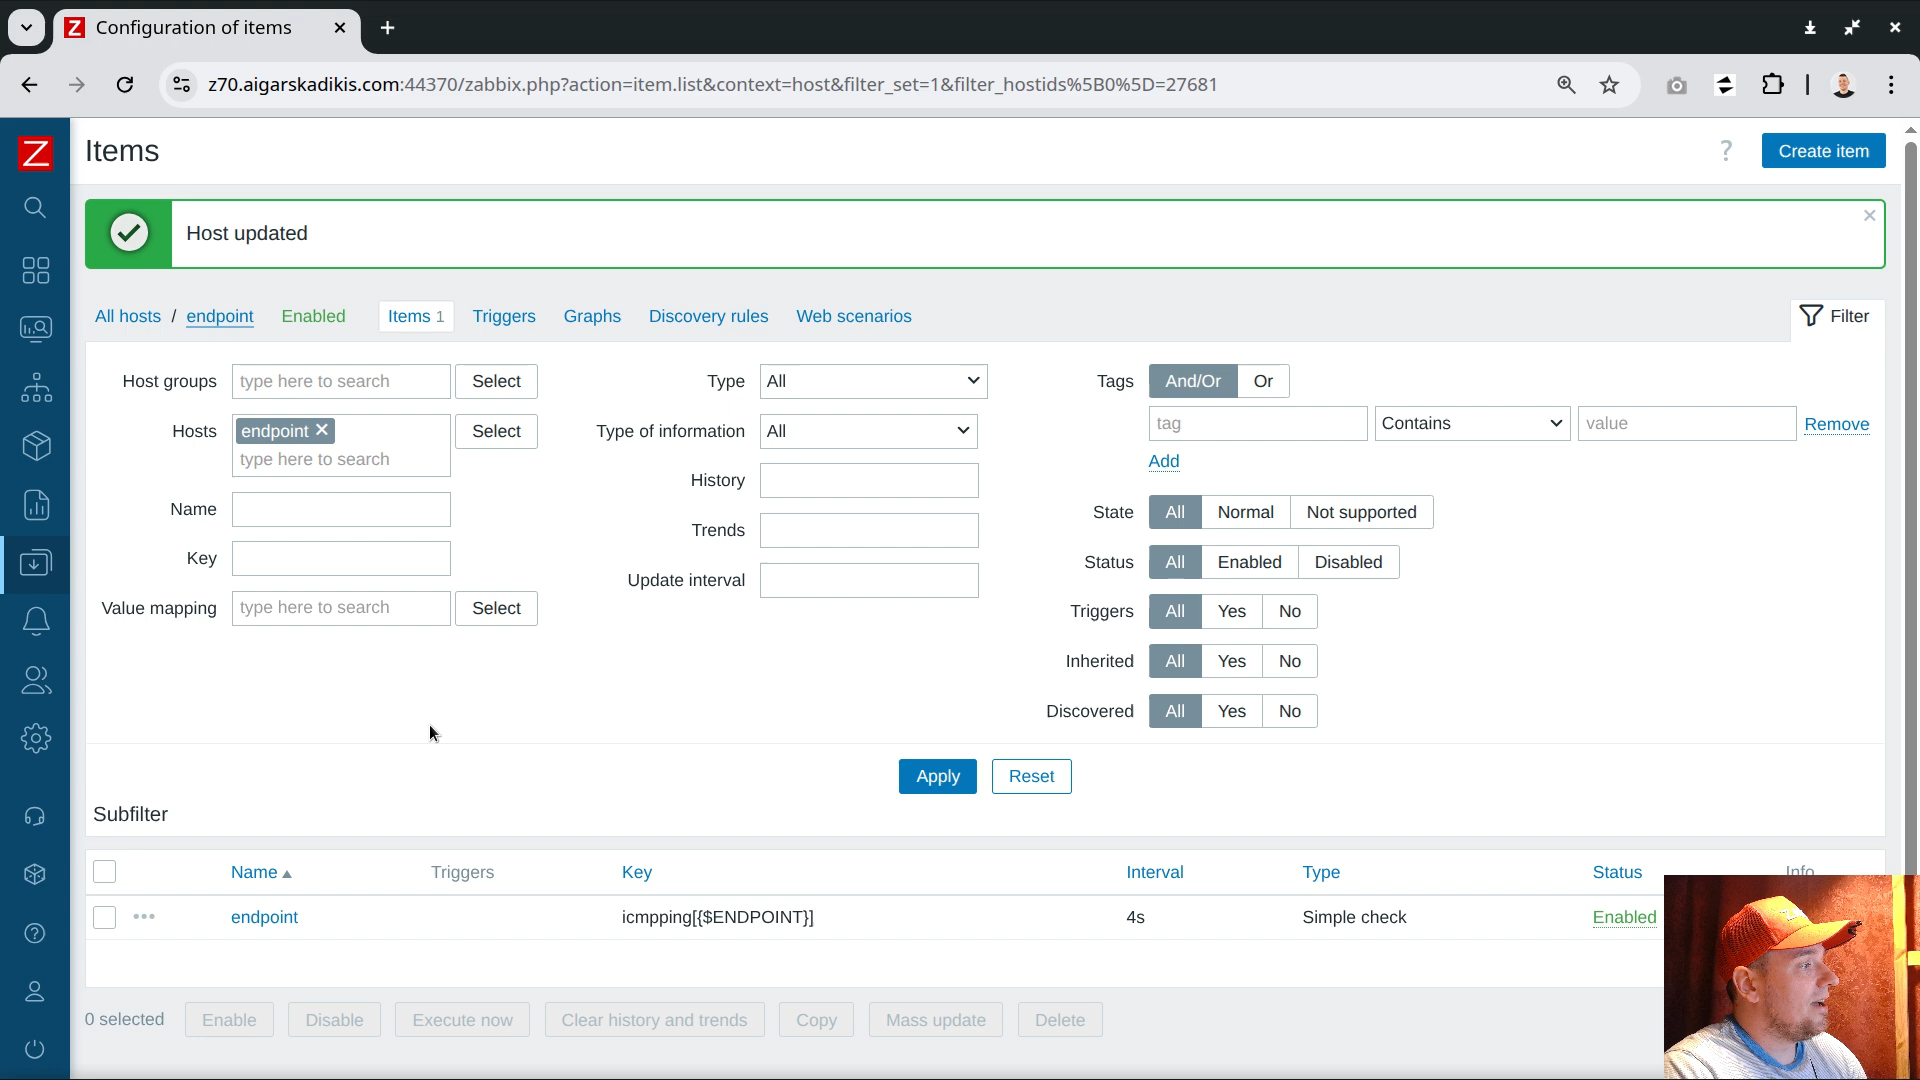 Configuration of items
z70.aigarskadikis.com:44370/zabbix.php?action=item.list&context=host&filter_set=1&filter_hostids%5B0%5D=27681
Z
Items
?
Create item
Host updated
All hosts / endpoint Enabled Items 1 Triggers Graphs Discovery rules Web scenarios
Filter
Host groups type here to search Select
Type All
Tags And/Or Or
Hosts endpoint type here to search Select
Type of information All
tag Contains value Remove
Add
History
Name
State All Normal Not supported
Trends
Key
Status All Enabled Disabled
Update interval
Value mapping type here to search Select
Triggers All Yes No
Inherited All Yes No
Discovered All Yes No
Apply Reset
Subfilter
Name Triggers Key Interval Type Status Info
endpoint icmpping[{$ENDPOINT}] 4s Simple check Enabled
0 selected Enable Disable Execute now Clear history and trends Copy Mass update Delete